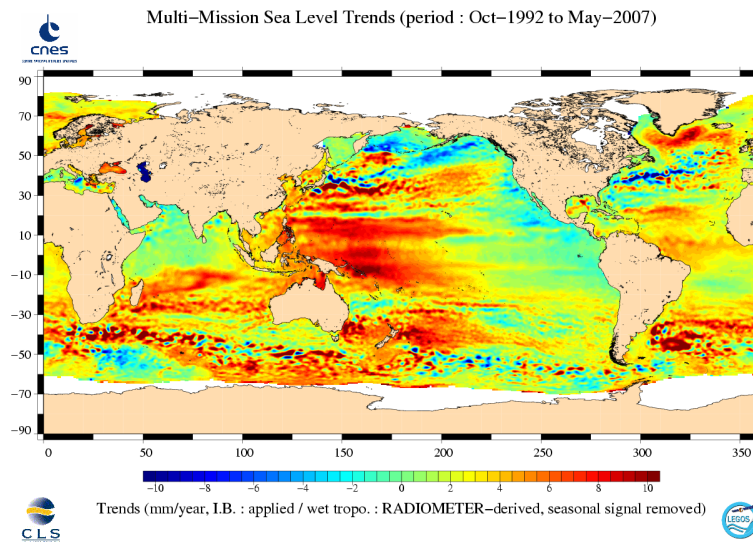 Multi−Mission Sea Level Trends (period : Oct−1992 to May−2007)
cnes
90
70
50
30
10
−10
−30
−50
−70
−90
0 50 100 150 200 250 300 350
−10 −8 −6 −4 −2 0 2 4 6 8 10
Trends (mm/year, I.B. : applied / wet tropo. : RADIOMETER−derived, seasonal signal removed)
CLS
LEGOS